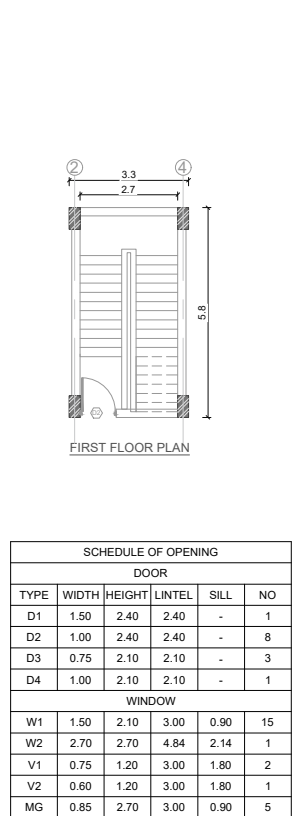 2 4
3.3
2.7
5.8
D2
FIRST FLOOR PLAN
SCHEDULE OF OPENING
DOOR
TYPE WIDTH HEIGHT LINTEL SILL NO
D1 1.50 2.40 2.40 - 1
D2 1.00 2.40 2.40 - 8
D3 0.75 2.10 2.10 - 3
D4 1.00 2.10 2.10 - 1
WINDOW
W1 1.50 2.10 3.00 0.90 15
W2 2.70 2.70 4.84 2.14 1
V1 0.75 1.20 3.00 1.80 2
V2 0.60 1.20 3.00 1.80 1
MG 0.85 2.70 3.00 0.90 5